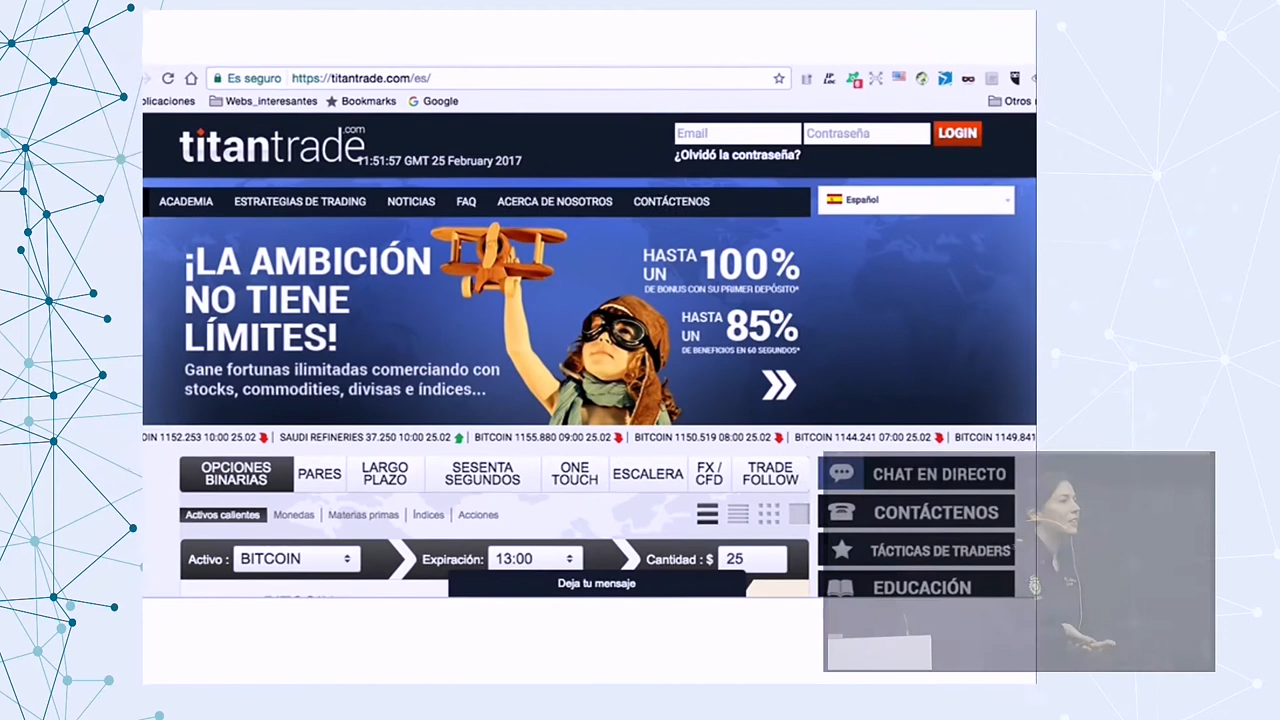 Es seguro
https://titantrade.com/es/
Webs_interesantes
Bookmarks
Google
Otros
titantrade.com
11:51:57 GMT 25 February 2017
Email
Contraseña
LOGIN
¿Olvidó la contraseña?
ACADEMIA
ESTRATEGIAS DE TRADING
NOTICIAS
FAQ
ACERCA DE NOSOTROS
CONTÁCTENOS
Español
¡LA AMBICIÓN
NO TIENE
LÍMITES!
Gane fortunas ilimitadas comerciando con
stocks, commodities, divisas e índices...
HASTA UN 100%
DE BONUS CON SU PRIMER DEPÓSITO*
HASTA UN 85%
DE BENEFICIOS EN 60 SEGUNDOS*
OIN 1152.253 10:00 25.02 | SAUDI REFINERIES 37.250 10:00 25.02 | BITCOIN 1155.880 09:00 25.02 | BITCOIN 1150.519 08:00 25.02 | BITCOIN 1144.241 07:00 25.02 | BITCOIN 1149.841
OPCIONES BINARIAS
PARES
LARGO PLAZO
SESENTA SEGUNDOS
ONE TOUCH
ESCALERA
FX / CFD
TRADE FOLLOW
Activos calientes | Monedas | Materias primas | Índices | Acciones
Activo : BITCOIN
Expiración: 13:00
Cantidad : $ 25
Deja tu mensaje
CHAT EN DIRECTO
CONTÁCTENOS
TÁCTICAS DE TRADERS
EDUCACIÓN